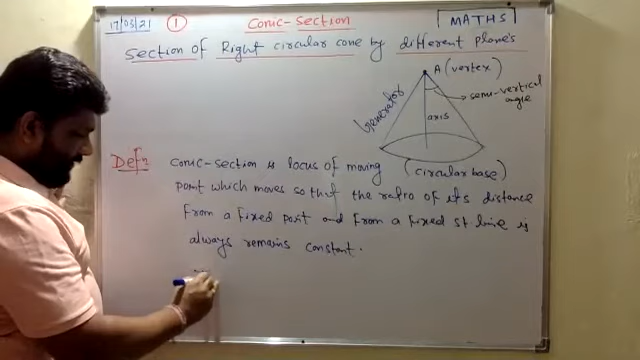 17/05/21 1 Conic-Section MATHS
Section of Right circular cone by different plane's
A (vertex)
Generator
semi-vertical
angle
axis
(circular base)
Defn Conic-section is locus of moving
point which moves so that the ratio of its distance
from a fixed point and from a fixed st line is
always remains constant.